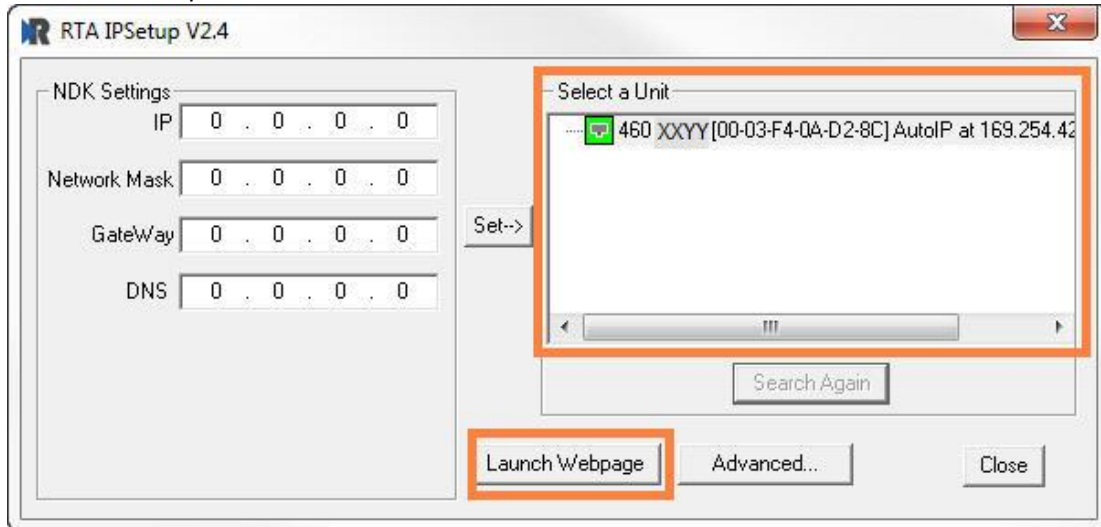 RTA IPSetup V2.4
NDK Settings
IP 0 . 0 . 0 . 0
Network Mask 0 . 0 . 0 . 0
GateWay 0 . 0 . 0 . 0
DNS 0 . 0 . 0 . 0
Set-->
Select a Unit
460 XXYY [00-03-F4-0A-D2-8C] AutoIP at 169.254.42
Search Again
Launch Webpage
Advanced...
Close